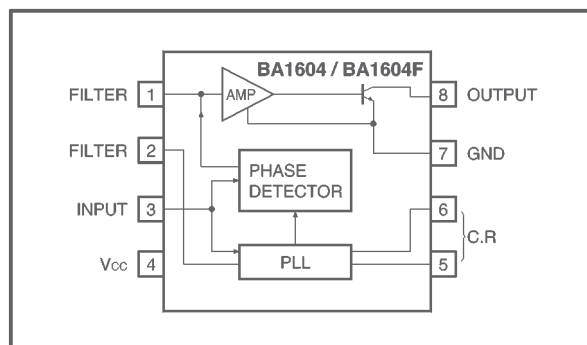 BA1604 / BA1604F
FILTER 1
AMP
8 OUTPUT
FILTER 2
7 GND
PHASE
DETECTOR
INPUT 3
6
C.R
Vcc 4
PLL
5